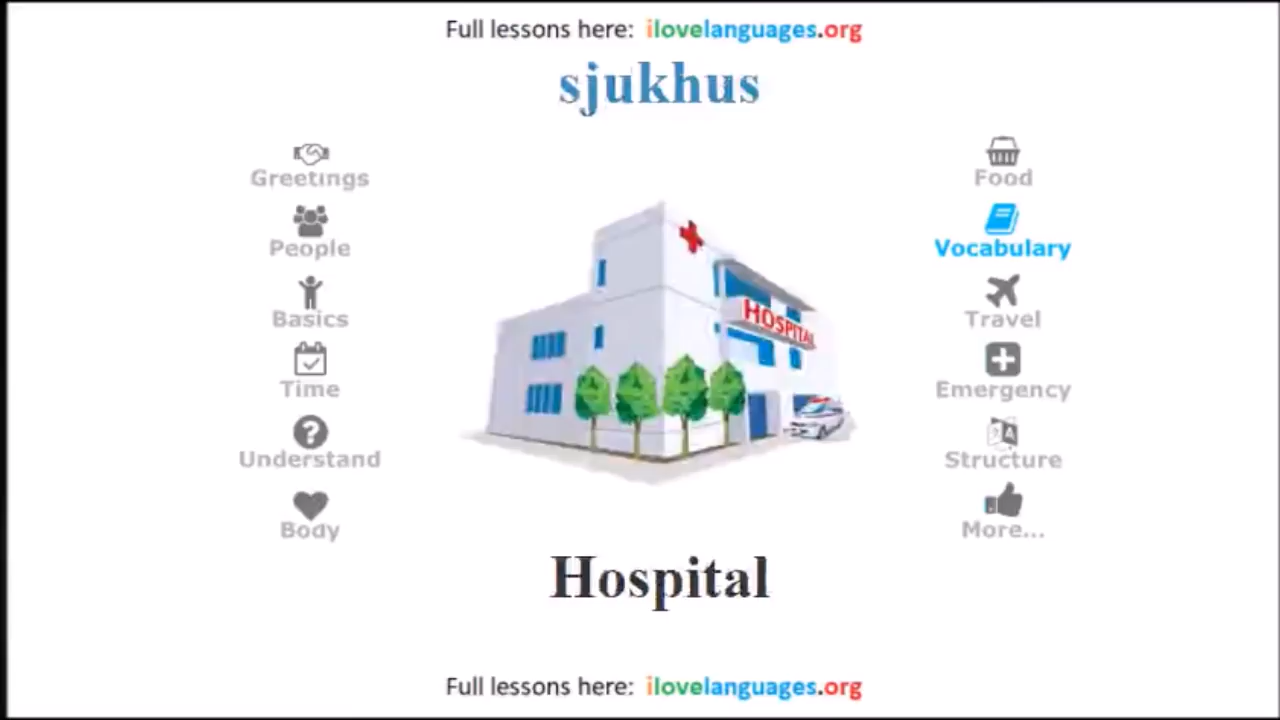 Full lessons here: ilovelanguages.org
sjukhus
Greetings
People
Basics
Time
Understand
Body
HOSPITAL
Food
Vocabulary
Travel
Emergency
Structure
More...
Hospital
Full lessons here: ilovelanguages.org